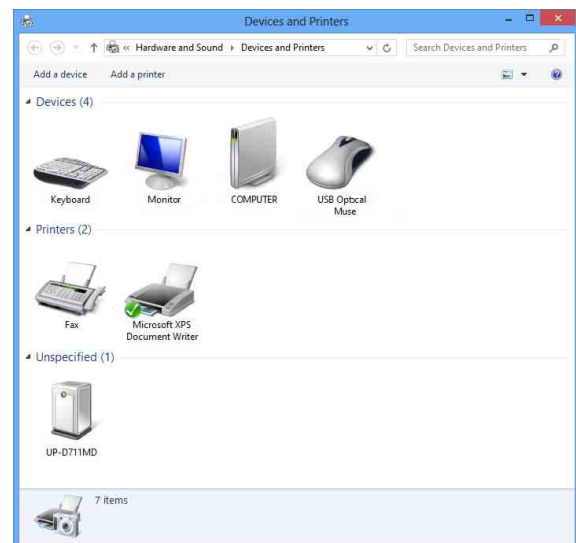 Devices and Printers
« Hardware and Sound Devices and Printers Search Devices and Printers
Add a device Add a printer
Devices (4)
Keyboard Monitor COMPUTER USB Optical
Muse
Printers (2)
Fax Microsoft XPS
Document Writer
Unspecified (1)
UP-D711MD
7 items